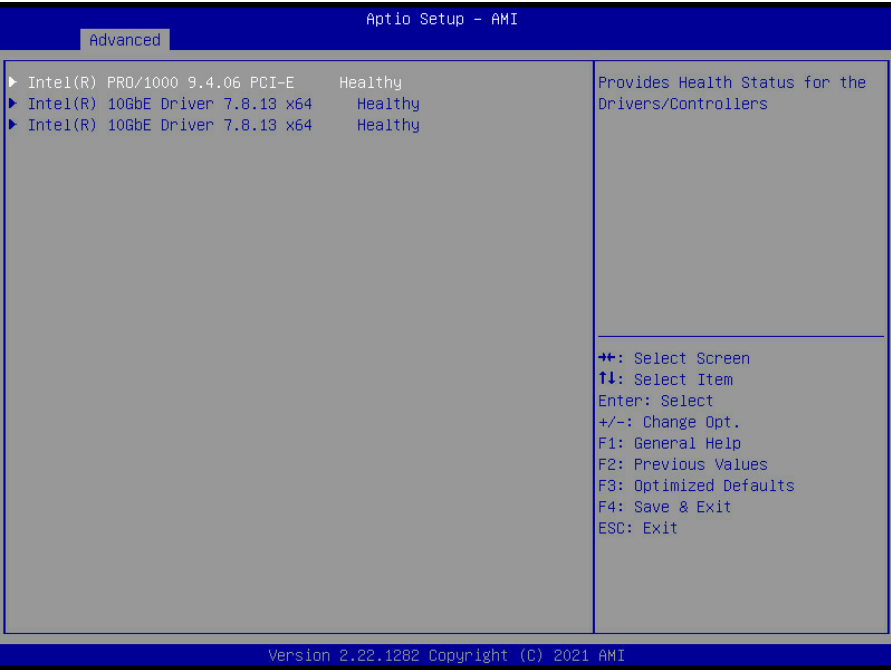 Aptio Setup - AMI
Advanced
▶ Intel(R) PRO/1000 9.4.06 PCI-E Healthy
▶ Intel(R) 10GbE Driver 7.8.13 x64 Healthy
▶ Intel(R) 10GbE Driver 7.8.13 x64 Healthy
Provides Health Status for the
Drivers/Controllers
→←: Select Screen
↑↓: Select Item
Enter: Select
+/-: Change Opt.
F1: General Help
F2: Previous Values
F3: Optimized Defaults
F4: Save & Exit
ESC: Exit
Version 2.22.1282 Copyright (C) 2021 AMI